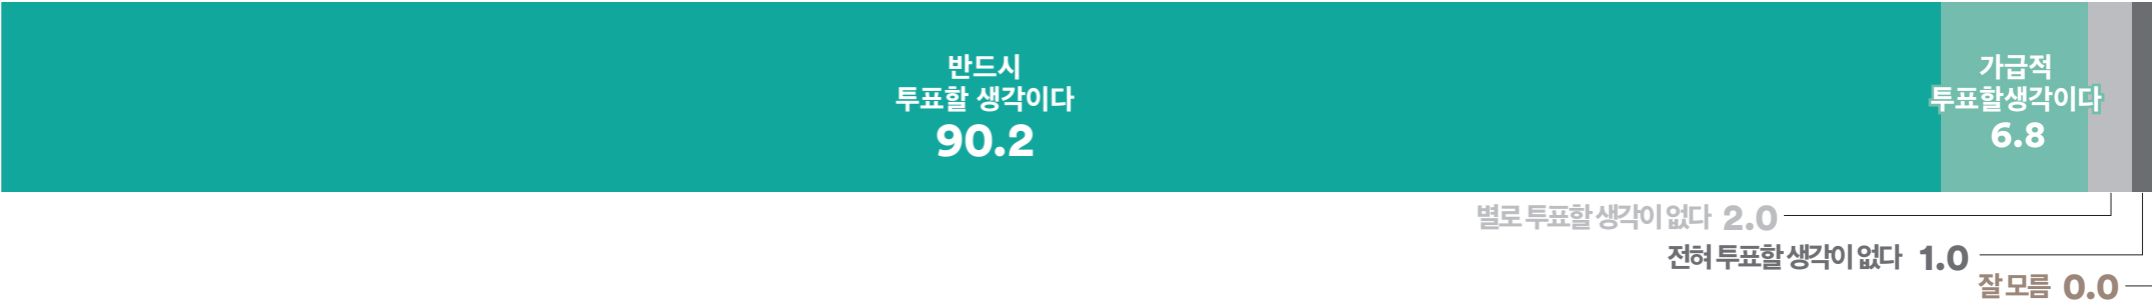 반드시
투표할 생각이다
90.2
가급적
투표할생각이다
6.8
별로 투표할 생각이 없다 2.0
전혀 투표할 생각이 없다 1.0
잘 모름 0.0